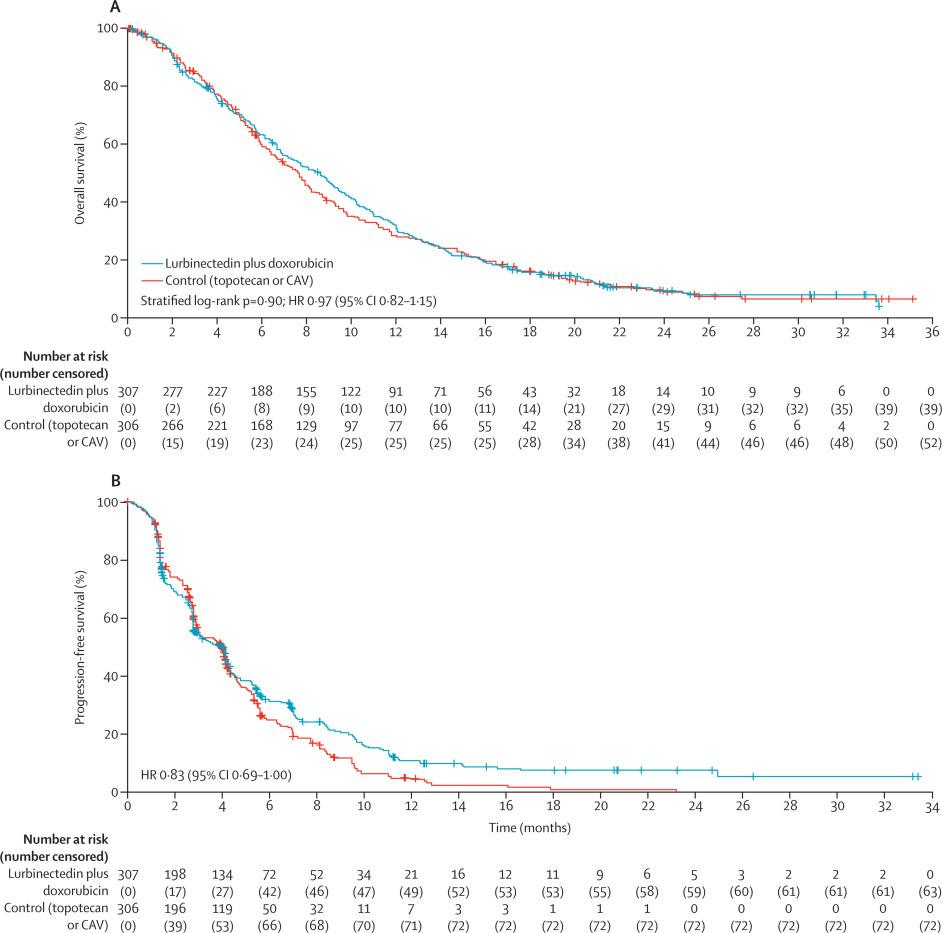 A
100
80
60
40
20
0
Overall survival (%)
Lurbinectedin plus doxorubicin
Control (topotecan or CAV)
Stratified log-rank p=0·90; HR 0·97 (95% CI 0·82–1·15)
0 2 4 6 8 10 12 14 16 18 20 22 24 26 28 30 32 34 36
Number at risk
(number censored)
Lurbinectedin plus 307 277 227 188 155 122 91 71 56 43 32 18 14 10 9 9 6 0 0
doxorubicin (0) (2) (6) (8) (9) (10) (10) (10) (11) (14) (21) (27) (29) (31) (32) (32) (35) (39) (39)
Control (topotecan 306 266 221 168 129 97 77 66 55 42 28 20 15 9 6 6 4 2 0
or CAV) (0) (15) (19) (23) (24) (25) (25) (25) (25) (28) (34) (38) (41) (44) (46) (46) (48) (50) (52)
B
100
80
60
40
20
0
Progression-free survival (%)
HR 0·83 (95% CI 0·69–1·00)
0 2 4 6 8 10 12 14 16 18 20 22 24 26 28 30 32 34
Time (months)
Number at risk
(number censored)
Lurbinectedin plus 307 198 134 72 52 34 21 16 12 11 9 6 5 3 2 2 2 0
doxorubicin (0) (17) (27) (42) (46) (47) (49) (52) (53) (53) (55) (58) (59) (60) (61) (61) (61) (63)
Control (topotecan 306 196 119 50 32 11 7 3 3 1 1 1 0 0 0 0 0 0
or CAV) (0) (39) (53) (66) (68) (70) (71) (72) (72) (72) (72) (72) (72) (72) (72) (72) (72) (72)